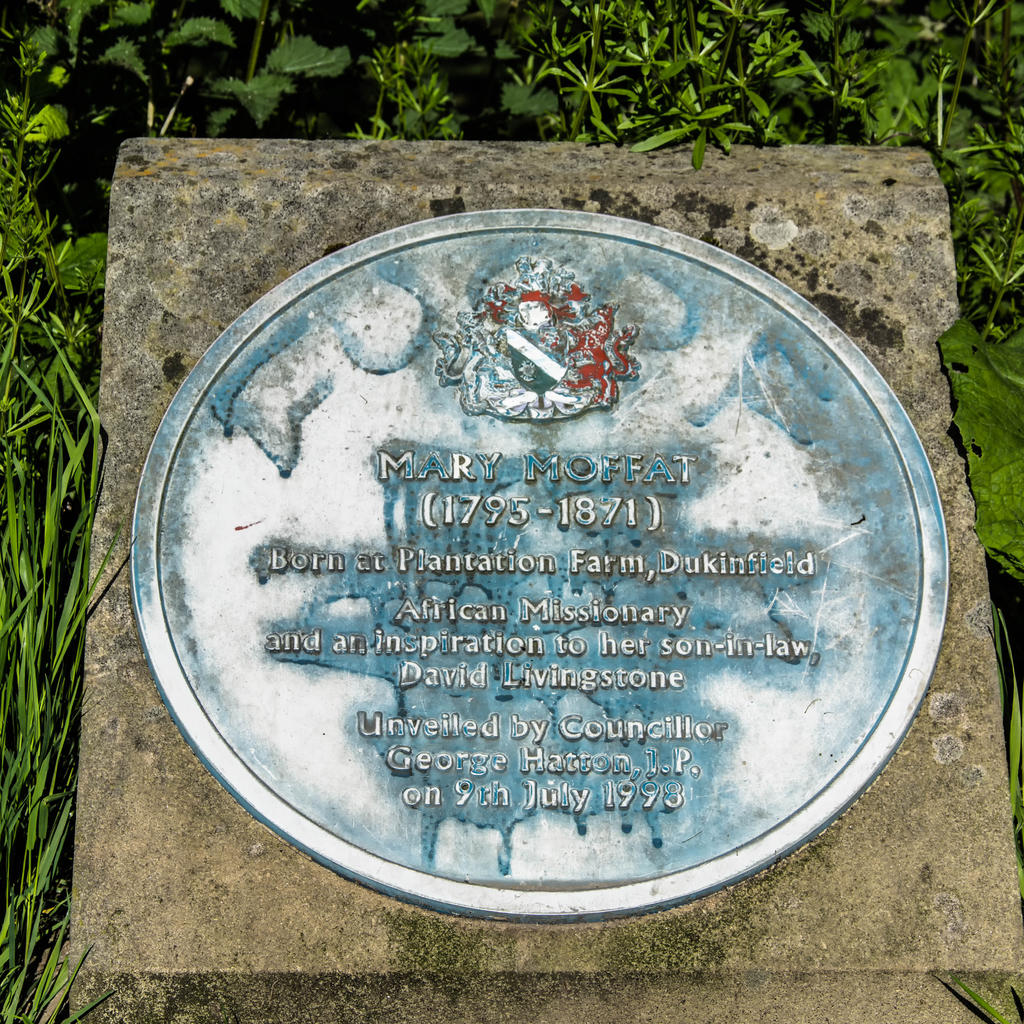 MARY MOFFAT
(1795-1871)
Born at Plantation Farm, Dukinfield
African Missionary
and an inspiration to her son-in-law,
David Livingstone
Unveiled by Councillor
George Hatton, J.P.
on 9th July 1998